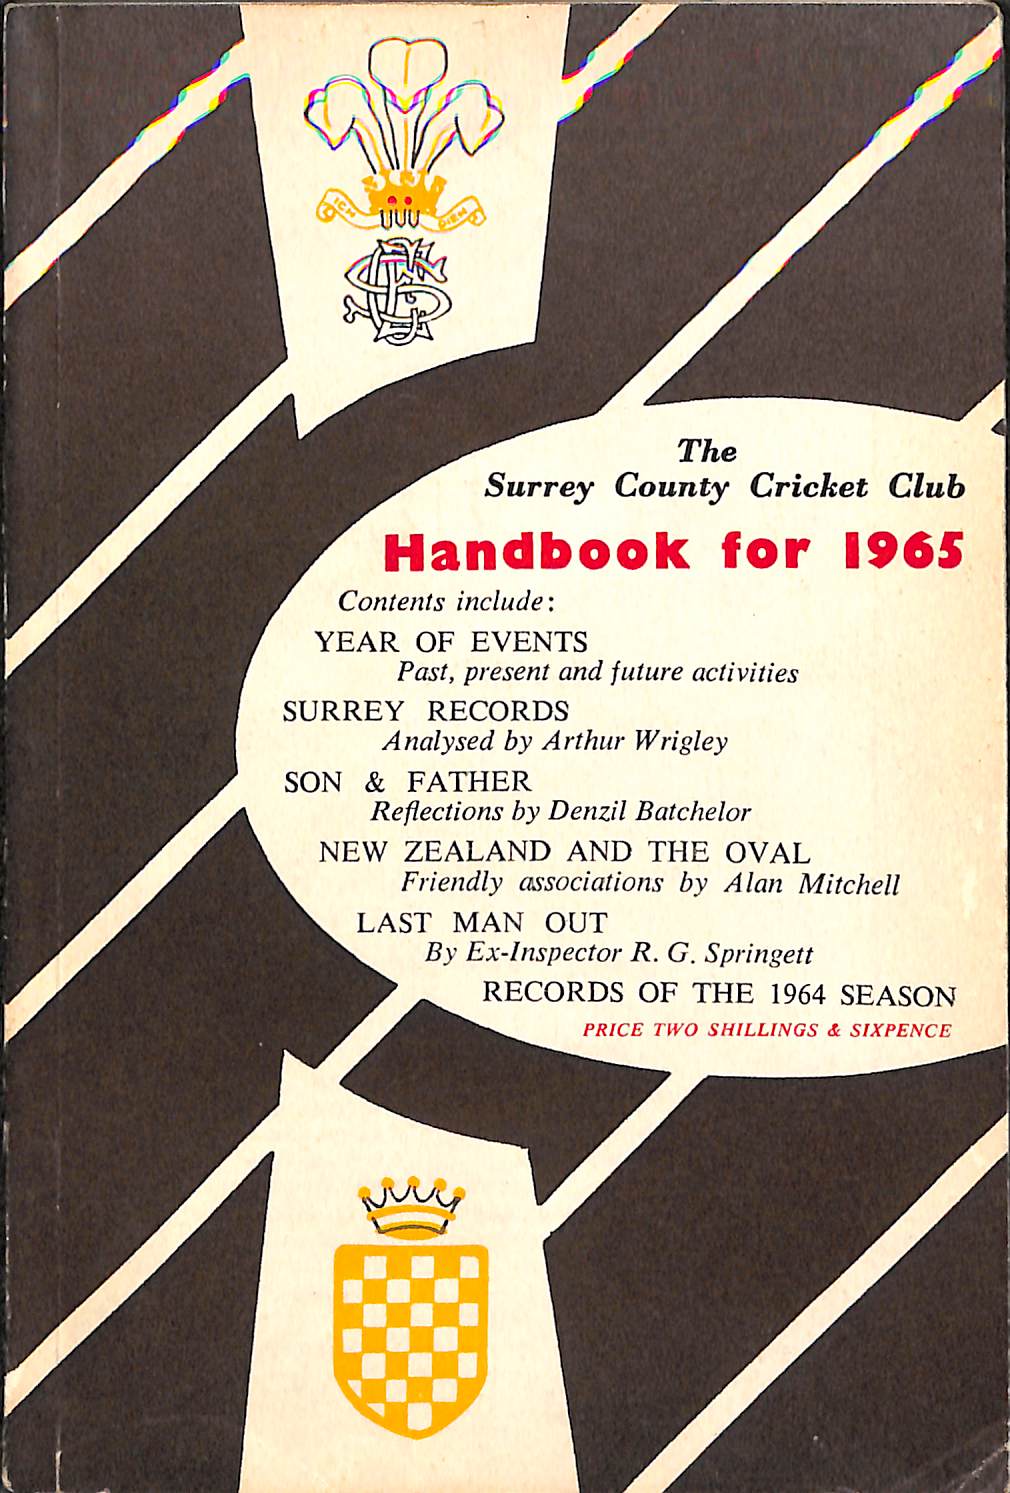 ICH DIEN
The
Surrey County Cricket Club
Handbook for 1965
Contents include:
YEAR OF EVENTS
Past, present and future activities
SURREY RECORDS
Analysed by Arthur Wrigley
SON & FATHER
Reflections by Denzil Batchelor
NEW ZEALAND AND THE OVAL
Friendly associations by Alan Mitchell
LAST MAN OUT
By Ex-Inspector R. G. Springett
RECORDS OF THE 1964 SEASON
PRICE TWO SHILLINGS & SIXPENCE